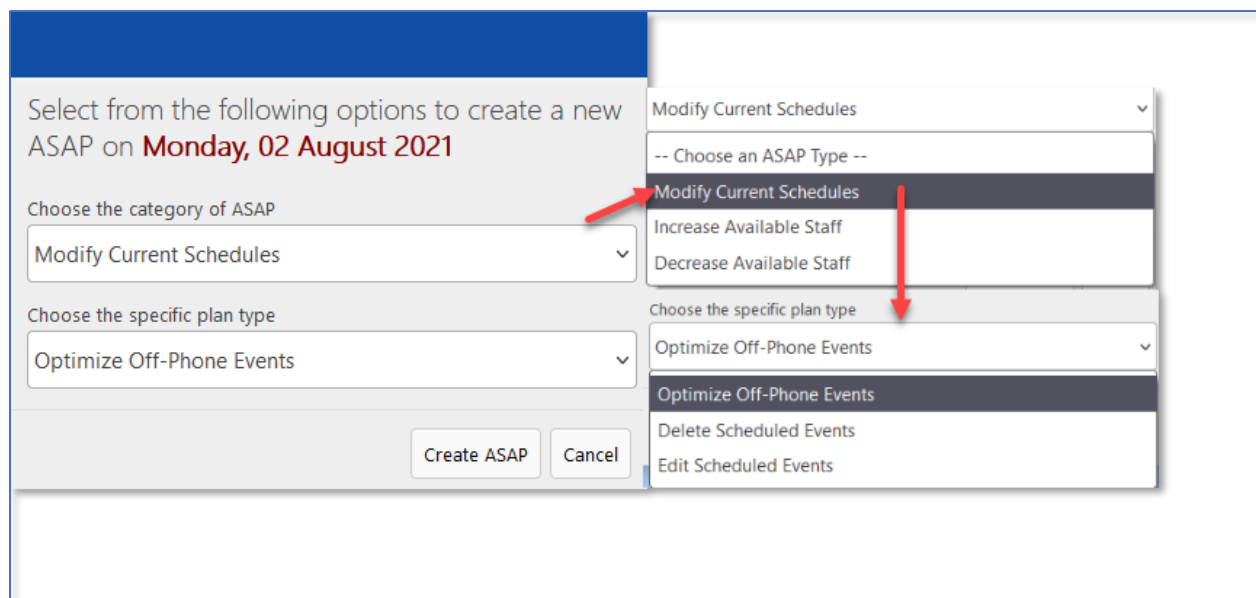 Select from the following options to create a new
ASAP on Monday, 02 August 2021
Choose the category of ASAP
Modify Current Schedules
Choose the specific plan type
Optimize Off-Phone Events
Create ASAP
Cancel
Modify Current Schedules
-- Choose an ASAP Type --
Modify Current Schedules
Increase Available Staff
Decrease Available Staff
Choose the specific plan type
Optimize Off-Phone Events
Optimize Off-Phone Events
Delete Scheduled Events
Edit Scheduled Events